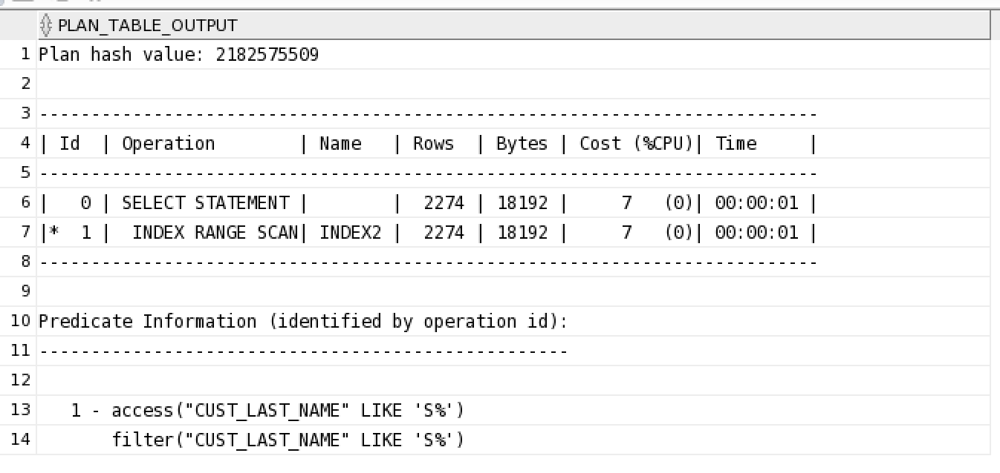 PLAN_TABLE_OUTPUT
1 Plan hash value: 2182575509
2
3 ---------------------------------------------------------------------------
4 | Id  | Operation        | Name   | Rows  | Bytes | Cost (%CPU)| Time     |
5 ---------------------------------------------------------------------------
6 |   0 | SELECT STATEMENT |        |  2274 | 18192 |     7   (0)| 00:00:01 |
7 |*  1 |  INDEX RANGE SCAN| INDEX2 |  2274 | 18192 |     7   (0)| 00:00:01 |
8 ---------------------------------------------------------------------------
9
10 Predicate Information (identified by operation id):
11 ---------------------------------------------------
12
13    1 - access("CUST_LAST_NAME" LIKE 'S%')
14        filter("CUST_LAST_NAME" LIKE 'S%')